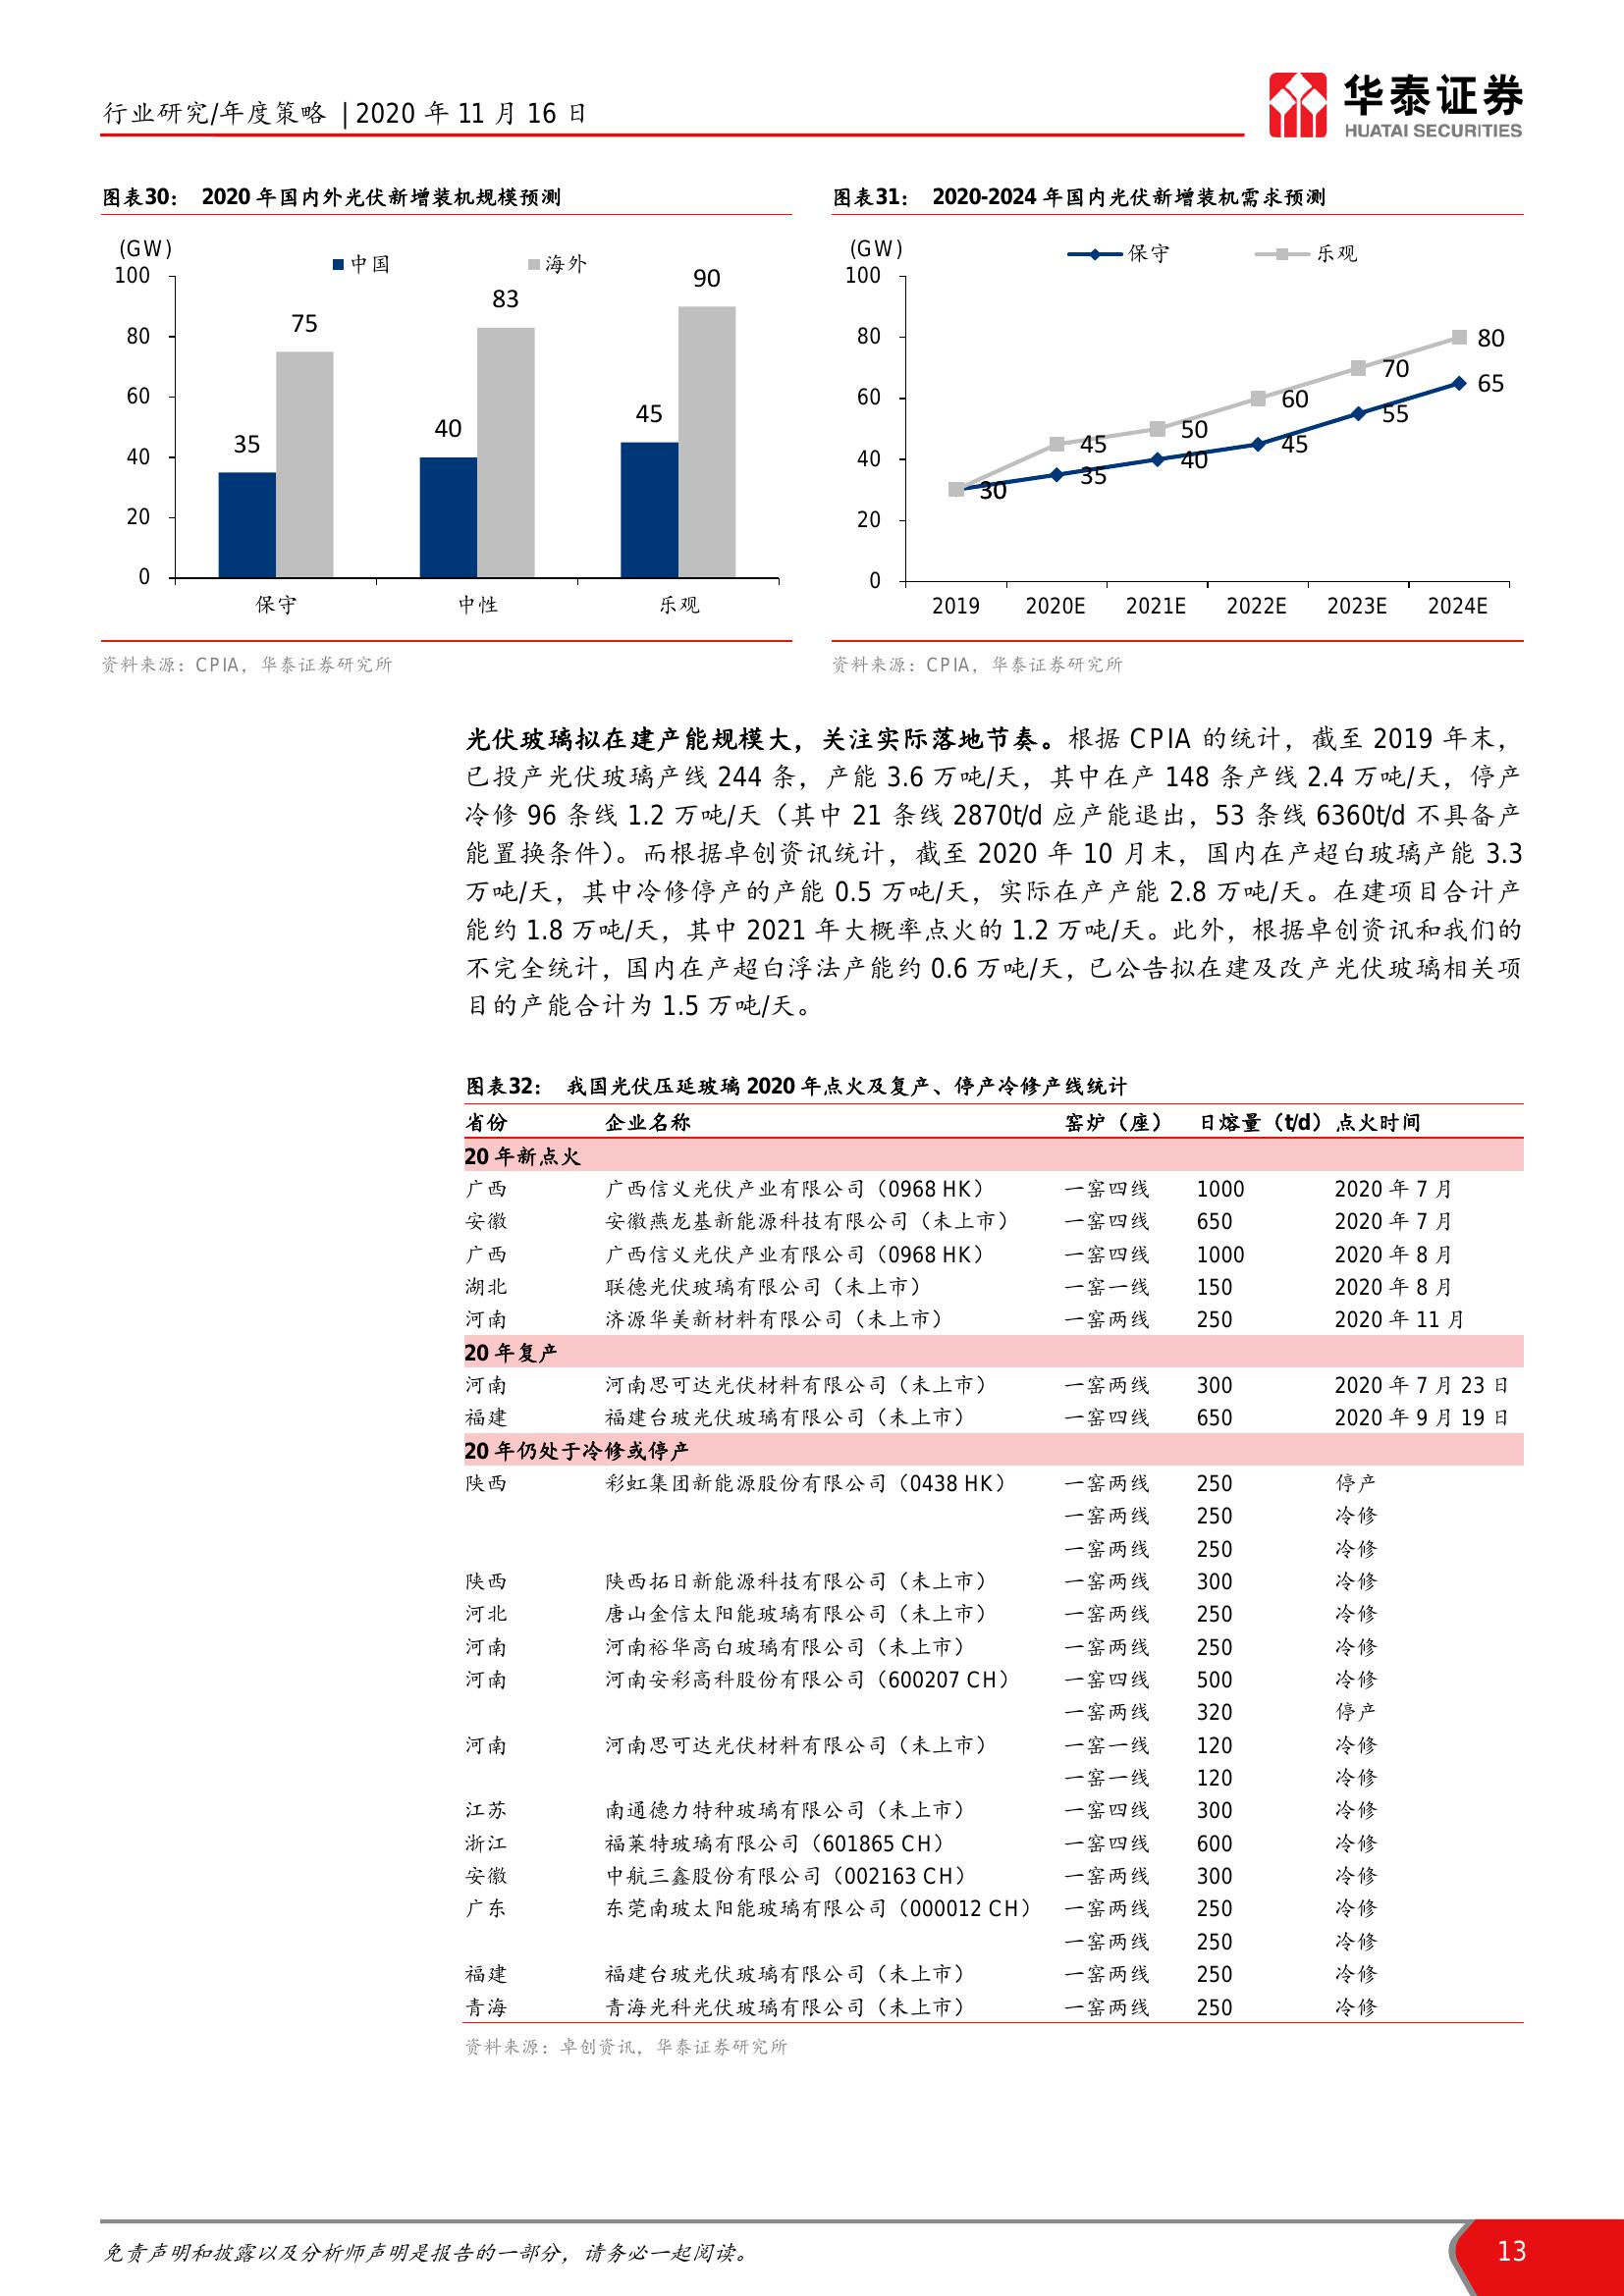 行业研究/年度策略 | 2020 年 11 月 16 日
华泰证券
HUATAI SECURITIES
图表30： 2020 年国内外光伏新增装机规模预测
(GW)
中国 海外
100
80
60
40
20
0
35 75
40 83
45 90
保守 中性 乐观
资料来源：CPIA，华泰证券研究所
图表31： 2020-2024 年国内光伏新增装机需求预测
(GW)
保守 乐观
100
80
60
40
20
0
45 50 60 70 80
30 35 40 45 55 65
2019 2020E 2021E 2022E 2023E 2024E
资料来源：CPIA，华泰证券研究所
光伏玻璃拟在建产能规模大，关注实际落地节奏。根据 CPIA 的统计，截至 2019 年末，
已投产光伏玻璃产线 244 条，产能 3.6 万吨/天，其中在产 148 条产线 2.4 万吨/天，停产
冷修 96 条线 1.2 万吨/天（其中 21 条线 2870t/d 应产能退出，53 条线 6360t/d 不具备产
能置换条件）。而根据卓创资讯统计，截至 2020 年 10 月末，国内在产超白玻璃产能 3.3
万吨/天，其中冷修停产的产能 0.5 万吨/天，实际在产产能 2.8 万吨/天。在建项目合计产
能约 1.8 万吨/天，其中 2021 年大概率点火的 1.2 万吨/天。此外，根据卓创资讯和我们的
不完全统计，国内在产超白浮法产能约 0.6 万吨/天，已公告拟在建及改产光伏玻璃相关项
目的产能合计为 1.5 万吨/天。
图表32： 我国光伏压延玻璃 2020 年点火及复产、停产冷修产线统计
省份 企业名称 窑炉（座） 日熔量（t/d） 点火时间
20 年新点火
广西 广西信义光伏产业有限公司（0968 HK） 一窑四线 1000 2020 年 7 月
安徽 安徽燕龙基新能源科技有限公司（未上市） 一窑四线 650 2020 年 7 月
广西 广西信义光伏产业有限公司（0968 HK） 一窑四线 1000 2020 年 8 月
湖北 联德光伏玻璃有限公司（未上市） 一窑一线 150 2020 年 8 月
河南 济源华美新材料有限公司（未上市） 一窑两线 250 2020 年 11 月
20 年复产
河南 河南思可达光伏材料有限公司（未上市） 一窑两线 300 2020 年 7 月 23 日
福建 福建台玻光伏玻璃有限公司（未上市） 一窑四线 650 2020 年 9 月 19 日
20 年仍处于冷修或停产
陕西 彩虹集团新能源股份有限公司（0438 HK） 一窑两线 250 停产
一窑两线 250 冷修
一窑两线 250 冷修
陕西 陕西拓日新能源科技有限公司（未上市） 一窑两线 300 冷修
河北 唐山金信太阳能玻璃有限公司（未上市） 一窑两线 250 冷修
河南 河南裕华高白玻璃有限公司（未上市） 一窑两线 250 冷修
河南 河南安彩高科股份有限公司（600207 CH） 一窑四线 500 冷修
一窑两线 320 停产
河南 河南思可达光伏材料有限公司（未上市） 一窑一线 120 冷修
一窑一线 120 冷修
江苏 南通德力特种玻璃有限公司（未上市） 一窑四线 300 冷修
浙江 福莱特玻璃有限公司（601865 CH） 一窑四线 600 冷修
安徽 中航三鑫股份有限公司（002163 CH） 一窑两线 300 冷修
广东 东莞南玻太阳能玻璃有限公司（000012 CH） 一窑两线 250 冷修
一窑两线 250 冷修
福建 福建台玻光伏玻璃有限公司（未上市） 一窑两线 250 冷修
青海 青海光科光伏玻璃有限公司（未上市） 一窑两线 250 冷修
资料来源：卓创资讯，华泰证券研究所
免责声明和披露以及分析师声明是报告的一部分，请务必一起阅读。
13